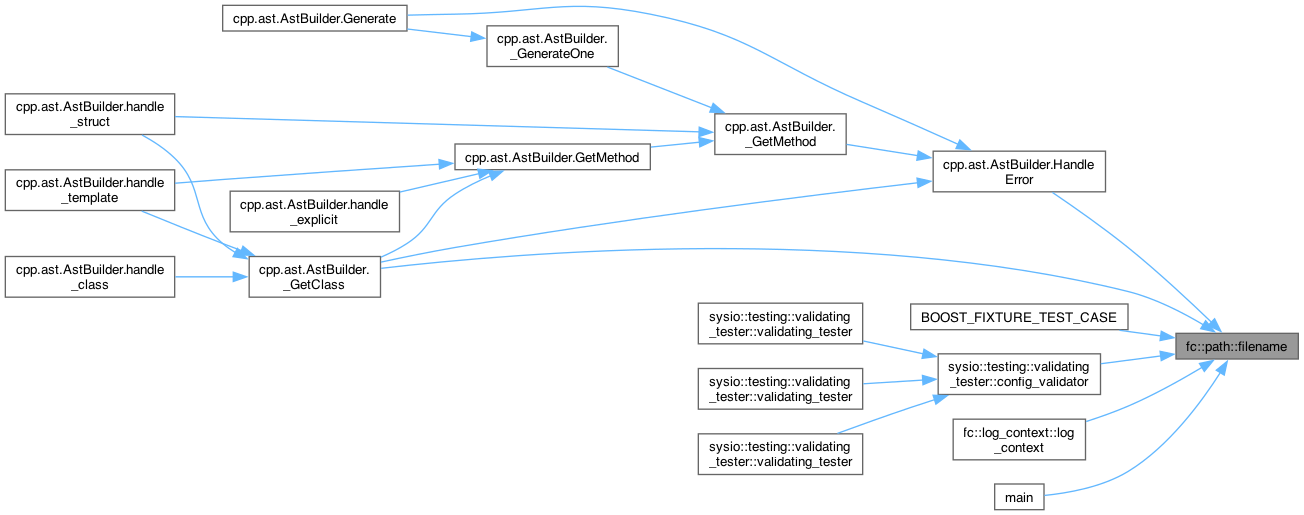 cpp.ast.AstBuilder.Generate
cpp.ast.AstBuilder.
_GenerateOne
cpp.ast.AstBuilder.handle
_struct
cpp.ast.AstBuilder.
_GetMethod
cpp.ast.AstBuilder.GetMethod
cpp.ast.AstBuilder.Handle
Error
cpp.ast.AstBuilder.handle
_template
cpp.ast.AstBuilder.handle
_explicit
cpp.ast.AstBuilder.handle
_class
cpp.ast.AstBuilder.
_GetClass
sysio::testing::validating
_tester::validating_tester
BOOST_FIXTURE_TEST_CASE
fc::path::filename
sysio::testing::validating
_tester::config_validator
sysio::testing::validating
_tester::validating_tester
fc::log_context::log
_context
sysio::testing::validating
_tester::validating_tester
main